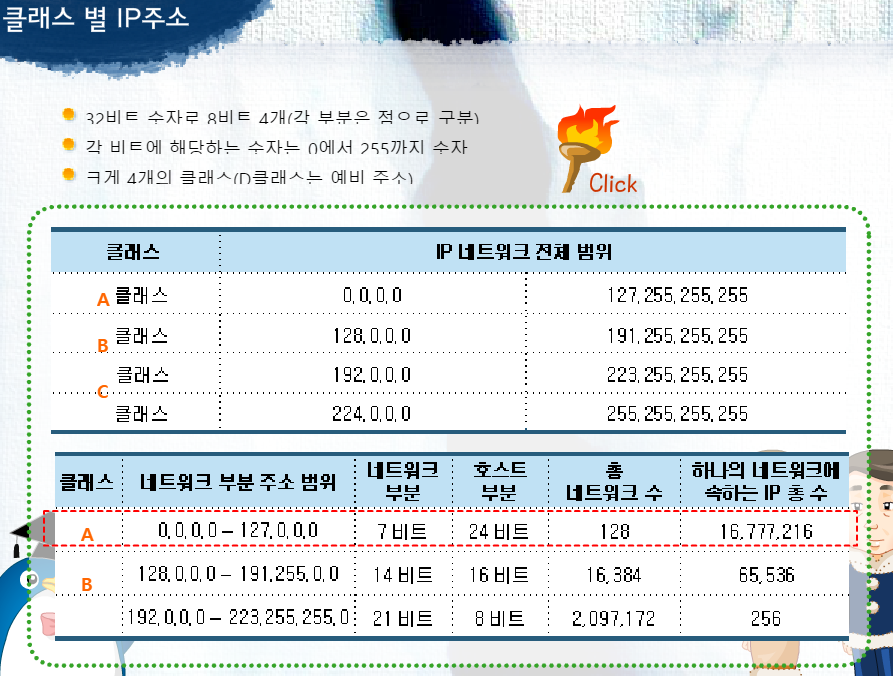 클래스 별 IP주소
32비트 숫자로 8비트 4개(각 부분은 점으로 구분)
각 비트에 해당하는 숫자는 0에서 255까지 숫자
크게 4개의 클래스(D클래스는 예비 주소)
Click
클래스 IP 네트워크 전체 범위
A 클래스 0.0.0.0 127.255.255.255
B 클래스 128.0.0.0 191.255.255.255
C 클래스 192.0.0.0 223.255.255.255
클래스 224.0.0.0 255.255.255.255
클래스 네트워크 부분 주소 범위 네트워크 부분 호스트 부분 총 네트워크 수 하나의 네트워크에 속하는 IP 총 수
A 0.0.0.0 – 127.0.0.0 7 비트 24 비트 128 16,777,216
B 128.0.0.0 – 191.255.0.0 14 비트 16 비트 16,384 65,536
192.0.0.0 – 223.255.255.0 21 비트 8 비트 2,097,172 256